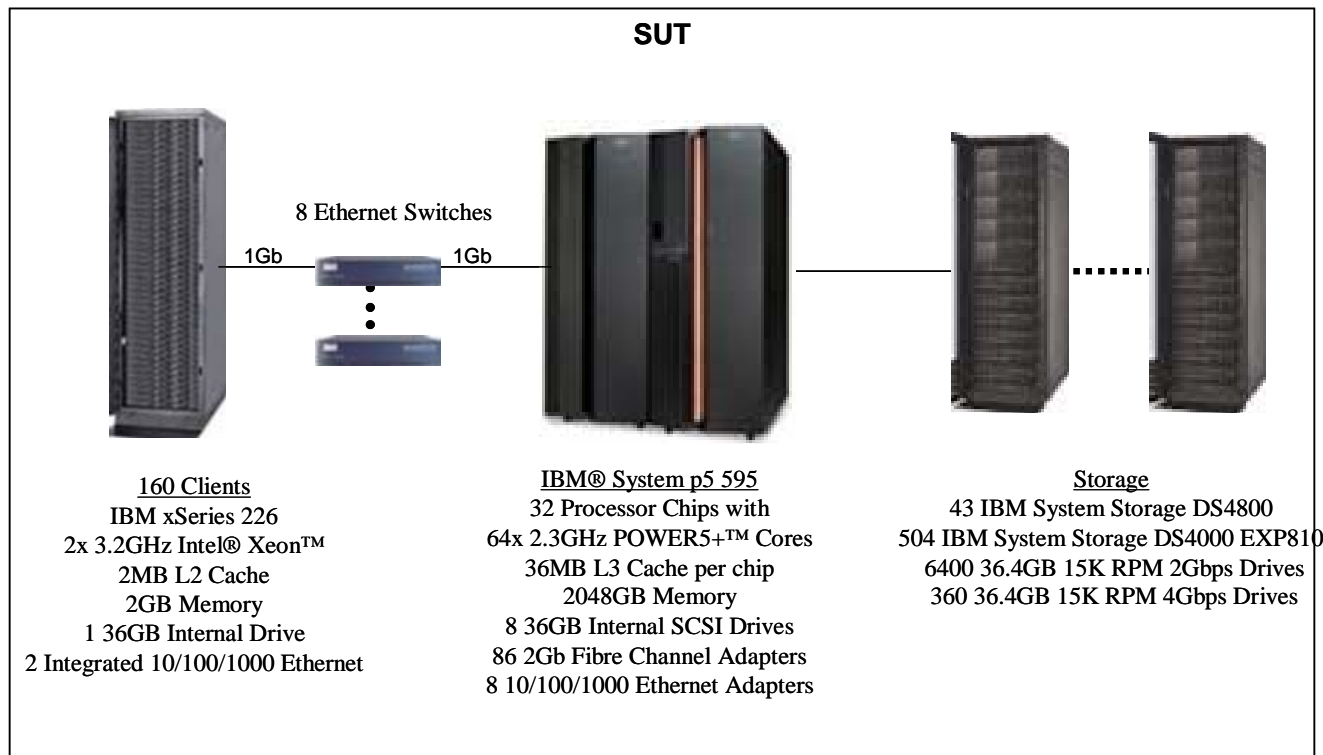 SUT
8 Ethernet Switches
1Gb
1Gb
160 Clients
IBM xSeries 226
2x 3.2GHz Intel® Xeon™
2MB L2 Cache
2GB Memory
1 36GB Internal Drive
2 Integrated 10/100/1000 Ethernet
IBM® System p5 595
32 Processor Chips with
64x 2.3GHz POWER5+™ Cores
36MB L3 Cache per chip
2048GB Memory
8 36GB Internal SCSI Drives
86 2Gb Fibre Channel Adapters
8 10/100/1000 Ethernet Adapters
Storage
43 IBM System Storage DS4800
504 IBM System Storage DS4000 EXP810
6400 36.4GB 15K RPM 2Gbps Drives
360 36.4GB 15K RPM 4Gbps Drives